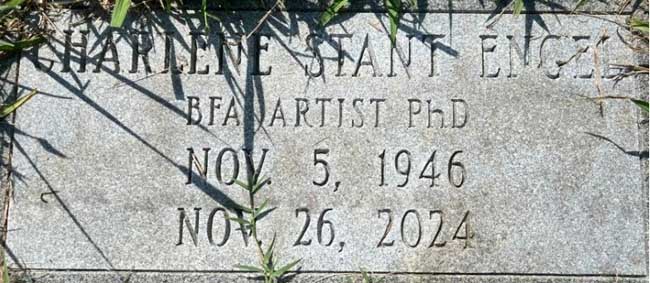 CHARLENE STANT ENGEL
BFA ARTIST PhD
NOV. 5, 1946
NOV. 26, 2024